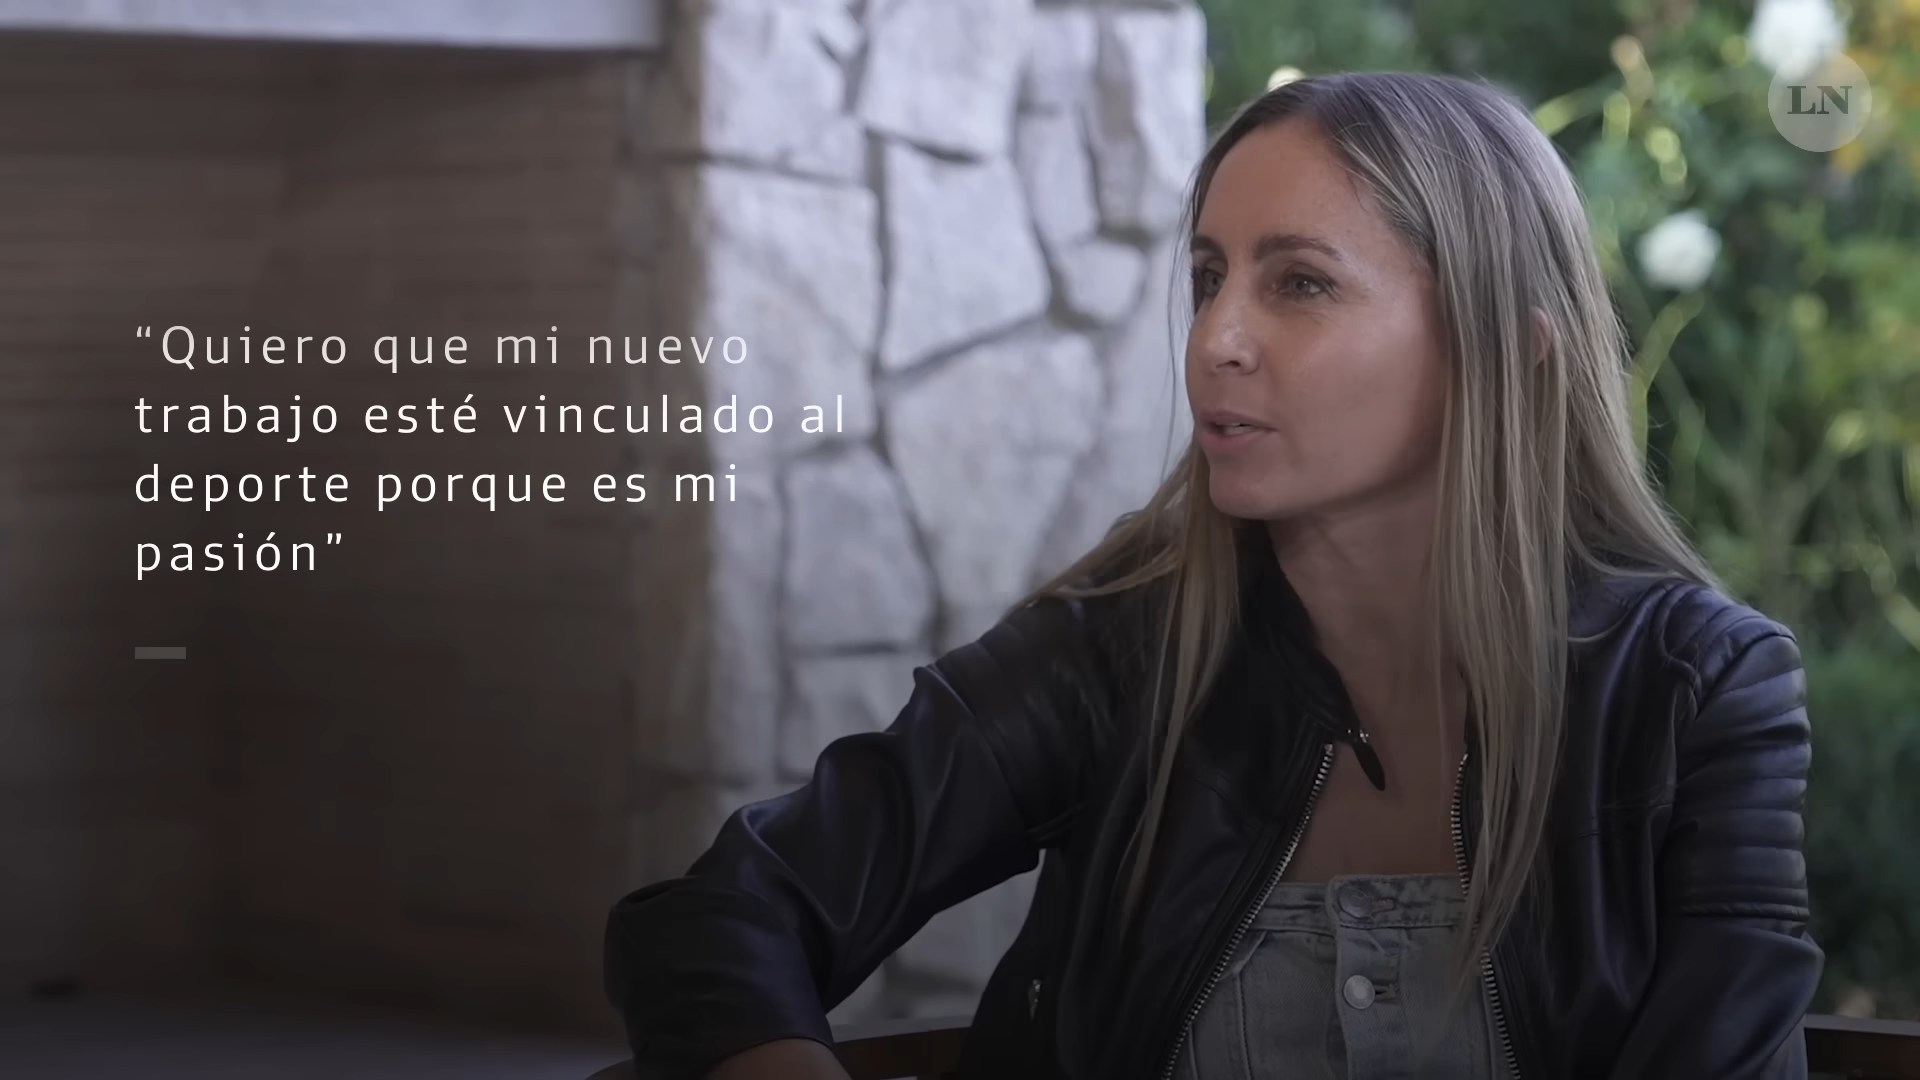 LN
“Quiero que mi nuevo
trabajo esté vinculado al
deporte porque es mi
pasión”